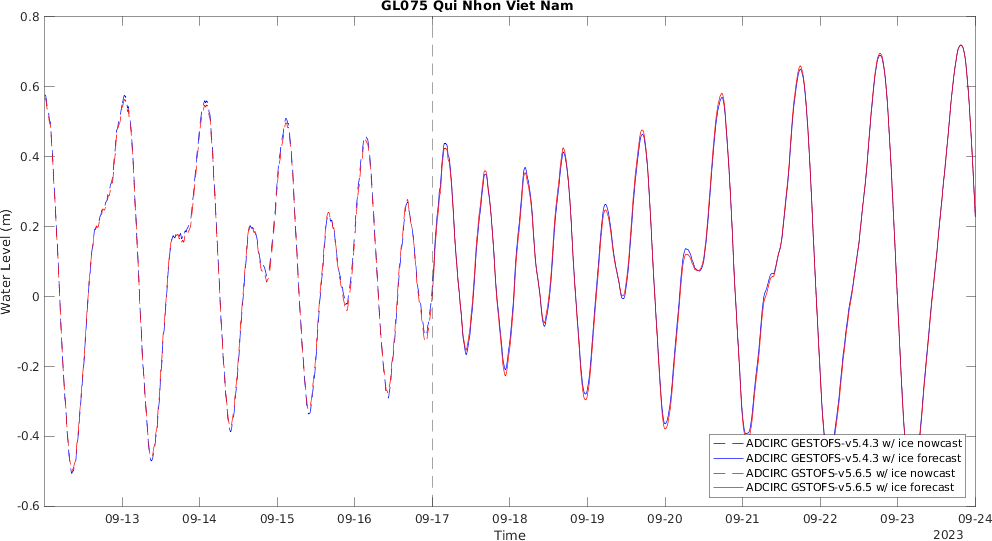 GL075 Qui Nhon Viet Nam
0.8
0.6
0.4
0.2
0
-0.2
-0.4
-0.6
Water Level (m)
ADCIRC GESTOFS-v5.4.3 w/ ice nowcast
ADCIRC GESTOFS-v5.4.3 w/ ice forecast
ADCIRC GSTOFS-v5.6.5 w/ ice nowcast
ADCIRC GSTOFS-v5.6.5 w/ ice forecast
09-13 09-14 09-15 09-16 09-17 09-18 09-19 09-20 09-21 09-22 09-23 09-24
Time
2023